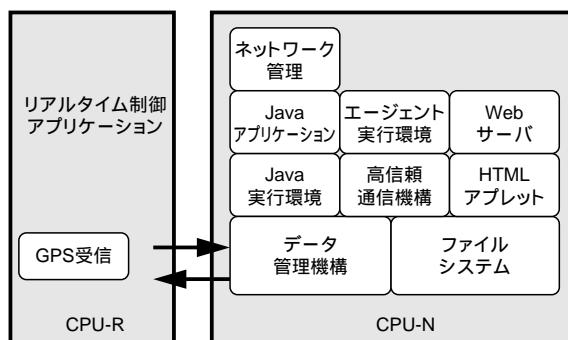 リアルタイム制御
アプリケーション
GPS受信
CPU-R
ネットワーク
管理
Java
アプリケーション
エージェント
実行環境
Web
サーバ
Java
実行環境
高信頼
通信機構
HTML
アプレット
データ
管理機構
ファイル
システム
CPU-N